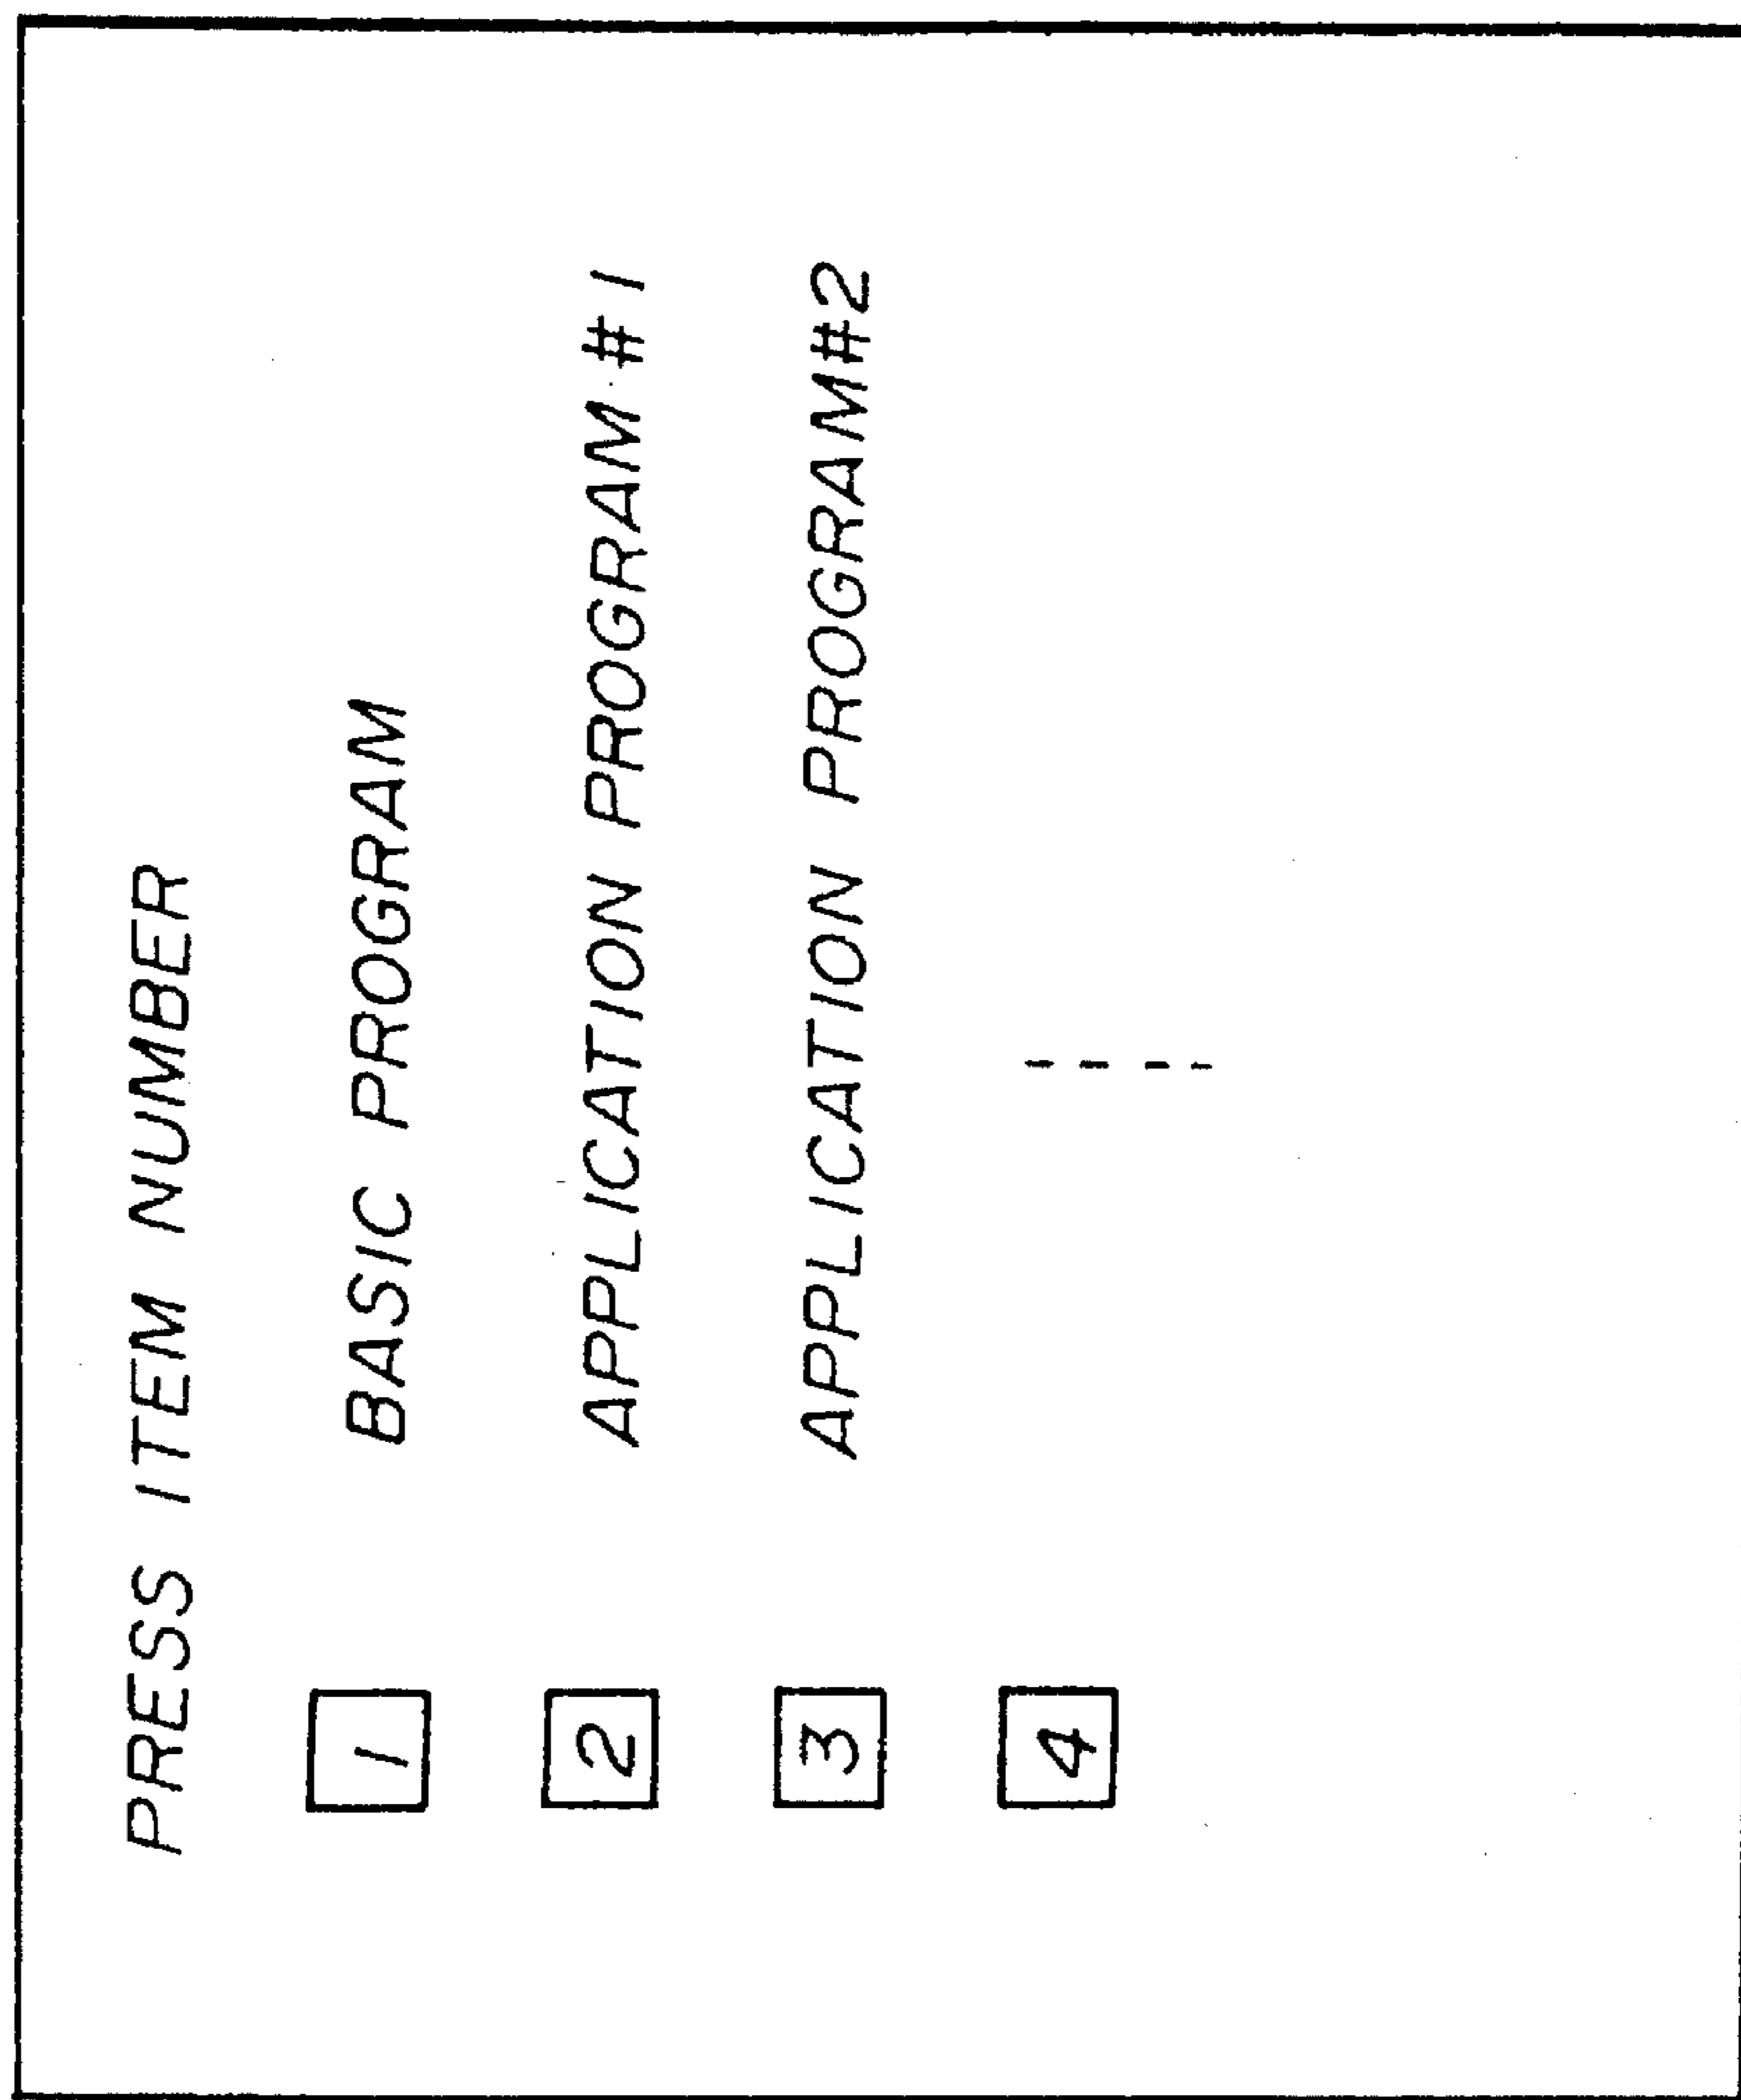 PRESS ITEM NUMBER
1 BASIC PROGRAM
2 APPLICATION PROGRAM #1
3 APPLICATION PROGRAM#2
4